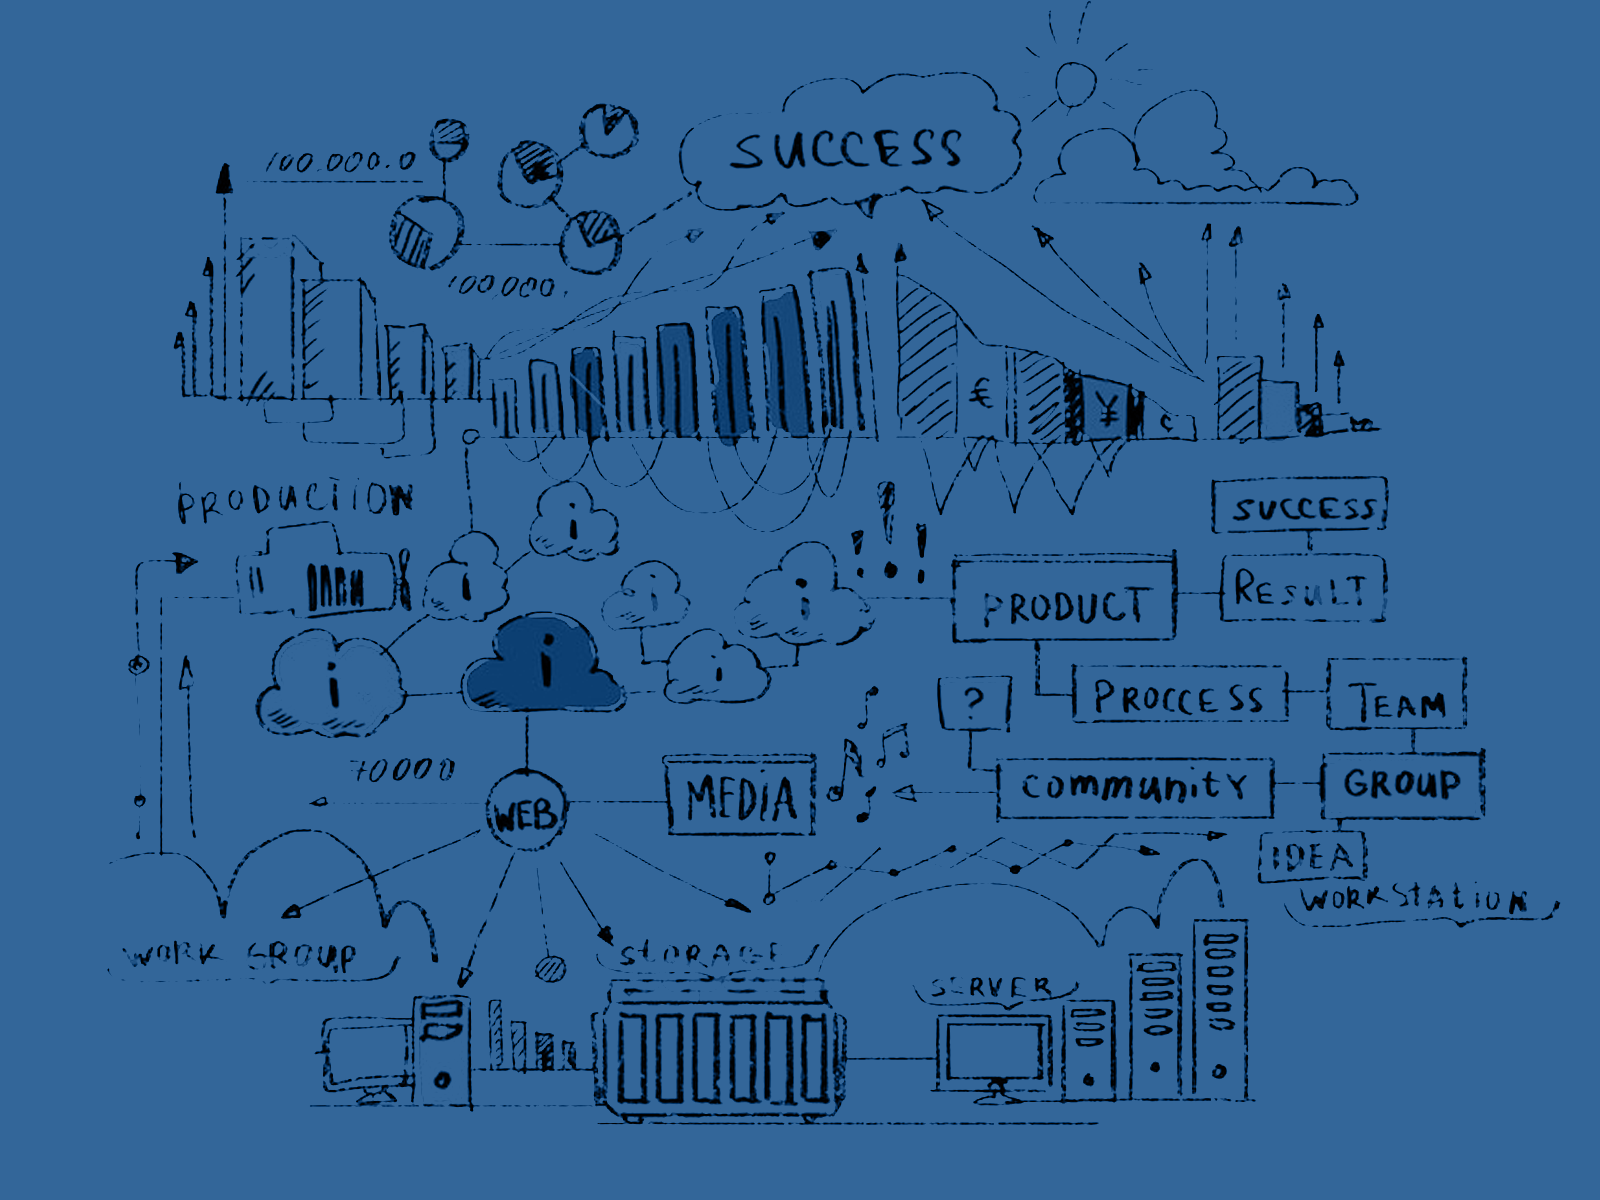 SUCCESS
100.000.0
100,000.
€
¥
¢
PRODUCTION
SUCCESS
i
i
i
i
i
i
i
! ! !
PRODUCT
RESULT
PROCCESS
TEAM
?
70000
WEB
MEDIA
community
GROUP
IDEA
WORKSTATION
WORK GROUP
STORAGE
SERVER